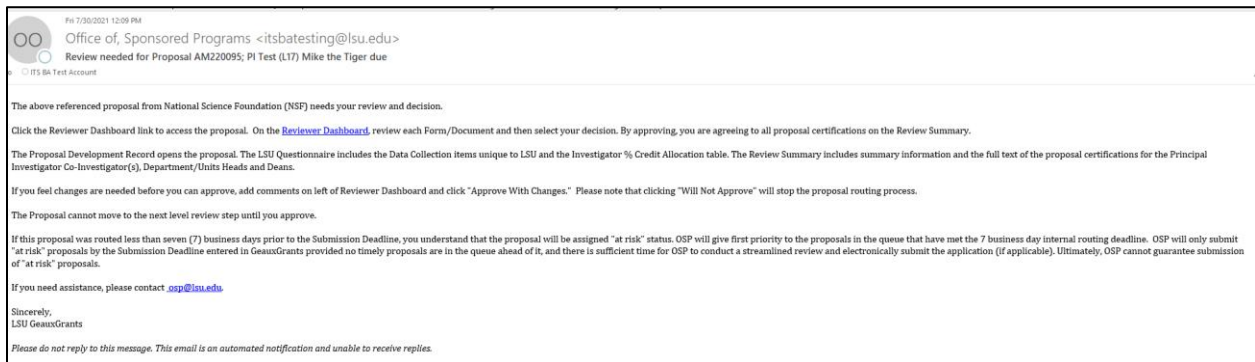 Fri 7/30/2021 12:09 PM
OO
Office of, Sponsored Programs <itsbatesting@lsu.edu>
Review needed for Proposal AM220095; PI Test (L17) Mike the Tiger due
o ITS BA Test Account
The above referenced proposal from National Science Foundation (NSF) needs your review and decision.
Click the Reviewer Dashboard link to access the proposal. On the Reviewer Dashboard, review each Form/Document and then select your decision. By approving, you are agreeing to all proposal certifications on the Review Summary.
The Proposal Development Record opens the proposal. The LSU Questionnaire includes the Data Collection items unique to LSU and the Investigator % Credit Allocation table. The Review Summary includes summary information and the full text of the proposal certifications for the Principal
Investigator Co-Investigator(s), Department/Units Heads and Deans.
If you feel changes are needed before you can approve, add comments on left of Reviewer Dashboard and click "Approve With Changes." Please note that clicking "Will Not Approve" will stop the proposal routing process.
The Proposal cannot move to the next level review step until you approve.
If this proposal was routed less than seven (7) business days prior to the Submission Deadline, you understand that the proposal will be assigned "at risk" status. OSP will give first priority to the proposals in the queue that have met the 7 business day internal routing deadline. OSP will only submit
"at risk" proposals by the Submission Deadline entered in GeauxGrants provided no timely proposals are in the queue ahead of it, and there is sufficient time for OSP to conduct a streamlined review and electronically submit the application (if applicable). Ultimately, OSP cannot guarantee submission
of "at risk" proposals.
If you need assistance, please contact osp@lsu.edu.
Sincerely,
LSU GeauxGrants
Please do not reply to this message. This email is an automated notification and unable to receive replies.